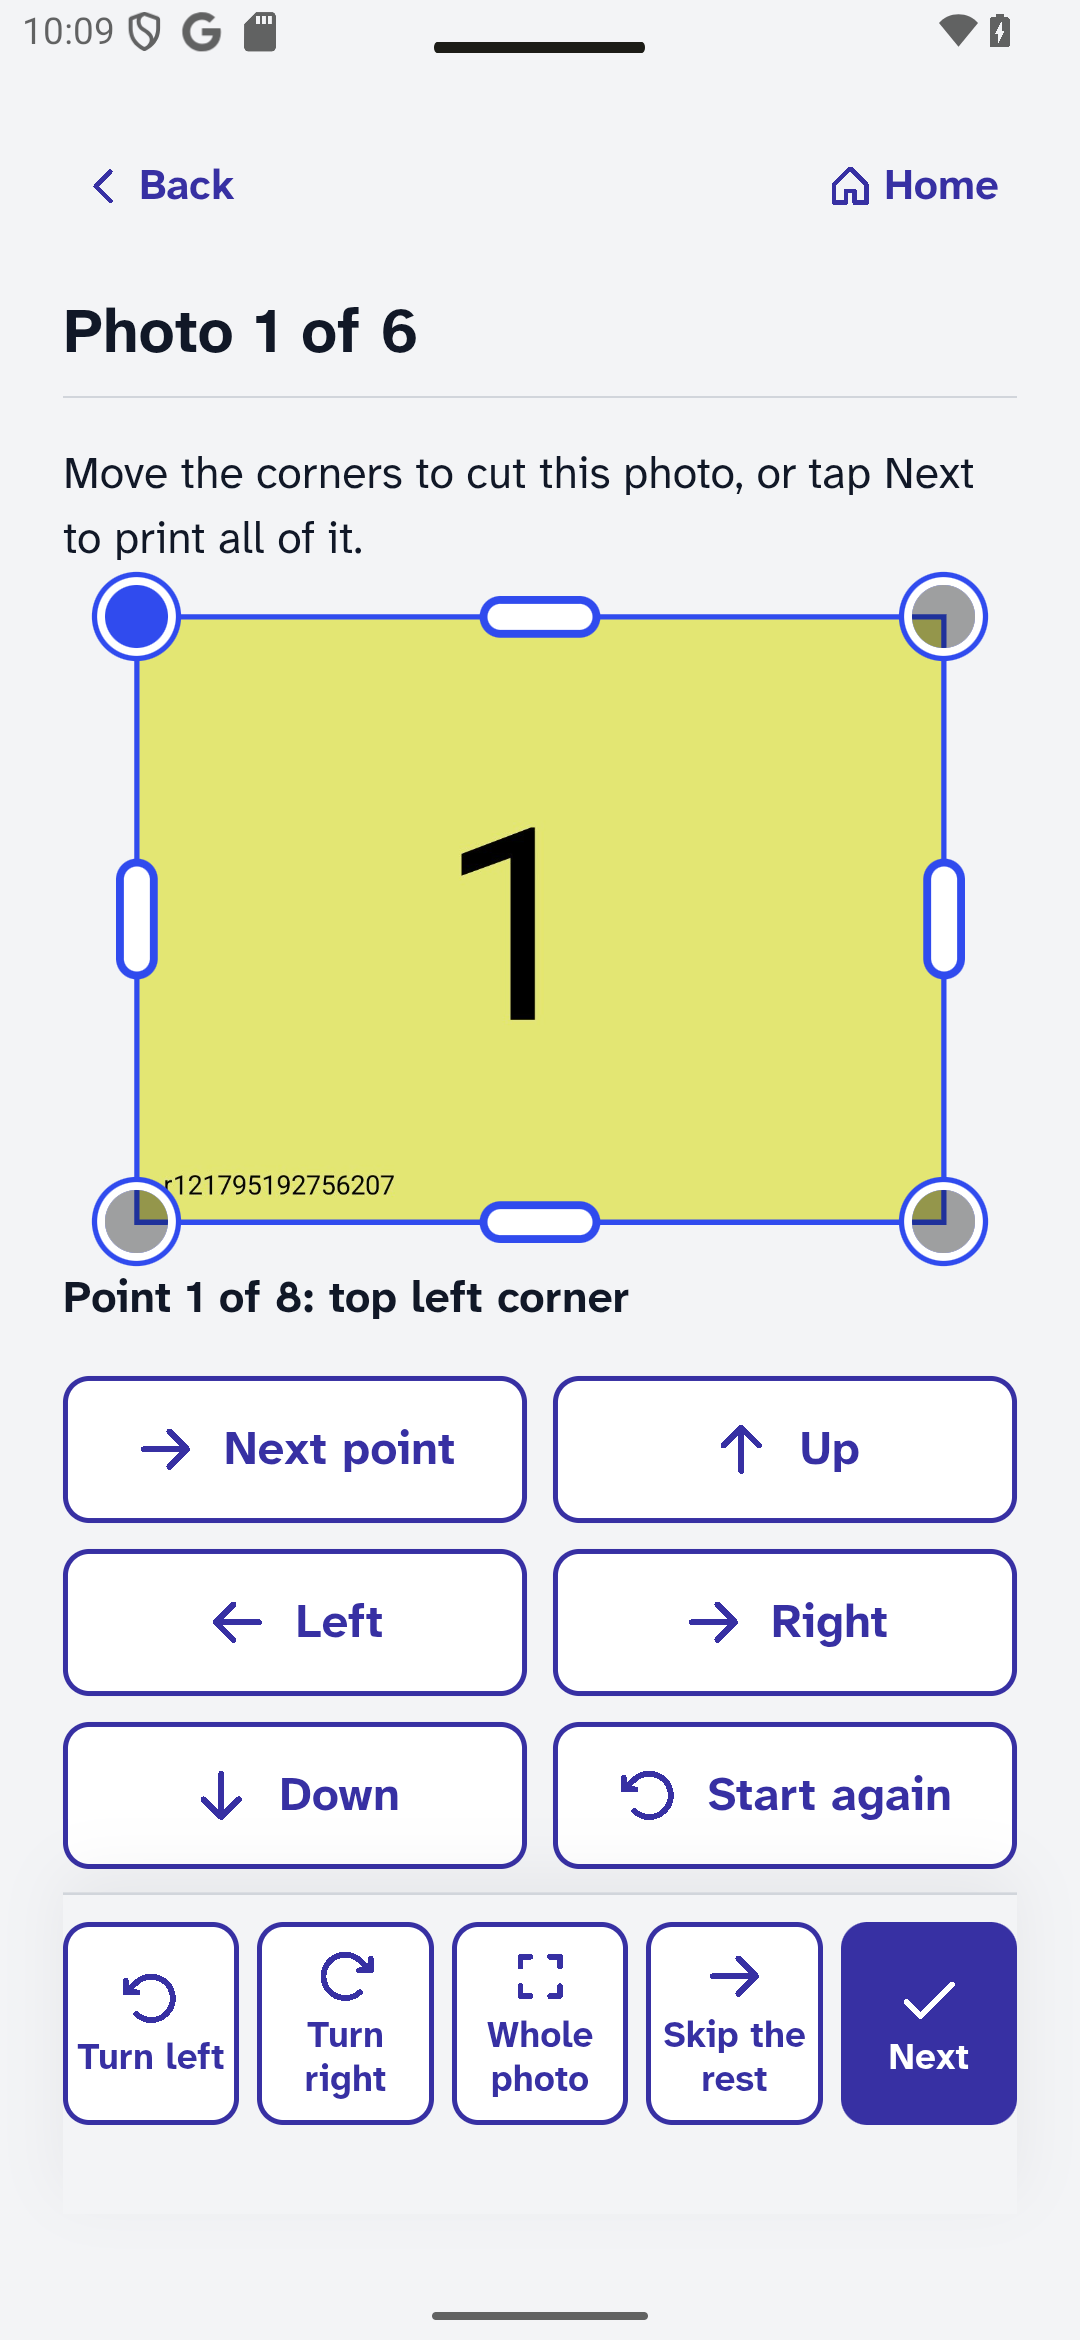 10:09
Back
Home
Photo 1 of 6
Move the corners to cut this photo, or tap Next
to print all of it.
1
r121795192756207
Point 1 of 8: top left corner
Next point
Up
Left
Right
Down
Start again
Turn left
Turn
right
Whole
photo
Skip the
rest
Next